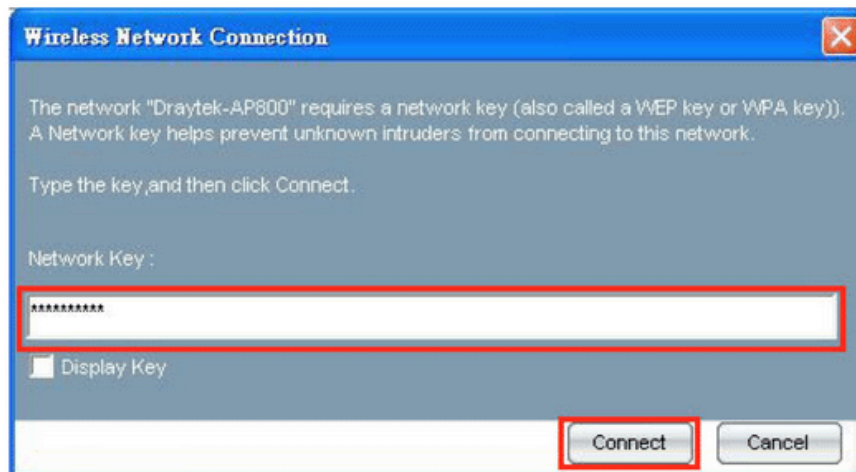 Wireless Network Connection
The network "Draytek-AP800" requires a network key (also called a WEP key or WPA key)).
A Network key helps prevent unknown intruders from connecting to this network.
Type the key,and then click Connect.
Network Key :
**********
Display Key
Connect Cancel